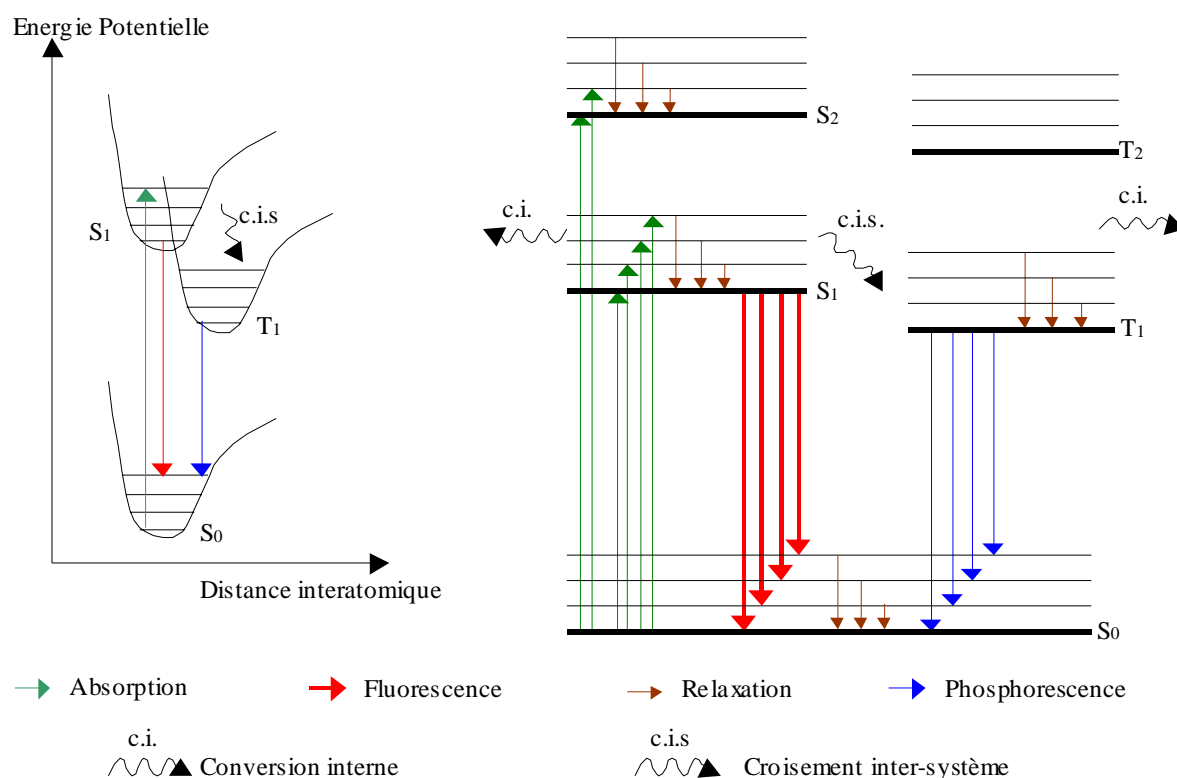 Energie Potentielle
S1
c.i.s
T1
S0
Distance interatomique
S2
T2
c.i.
c.i.s.
c.i.
S1
T1
S0
Absorption
Fluorescence
Relaxation
Phosphorescence
c.i.
Conversion interne
c.i.s
Croisement inter-système